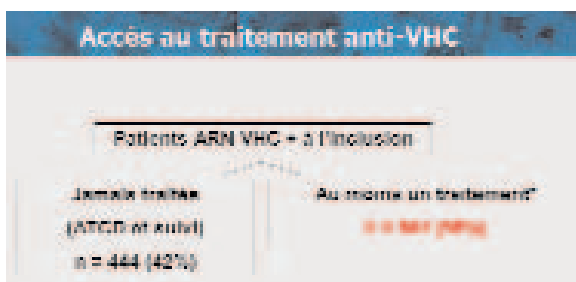 Accès au traitement anti-VHC
Patients ARN VHC + à l'inclusion
Jamais traités
(ATCD et suivi)
n = 444 (42%)
Au moins un traitement*
n =